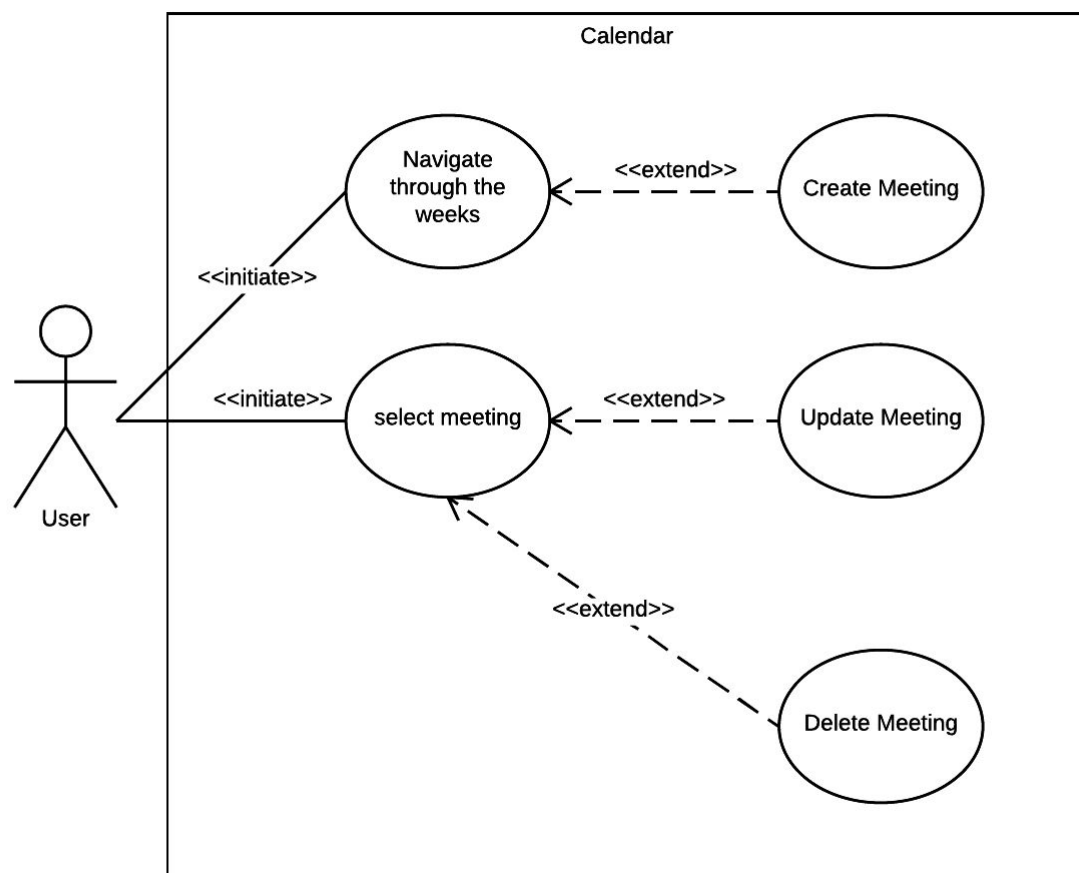 Calendar
Navigate
through the
weeks
<<extend>>
Create Meeting
<<initiate>>
<<initiate>>
select meeting
<<extend>>
Update Meeting
User
<<extend>>
Delete Meeting